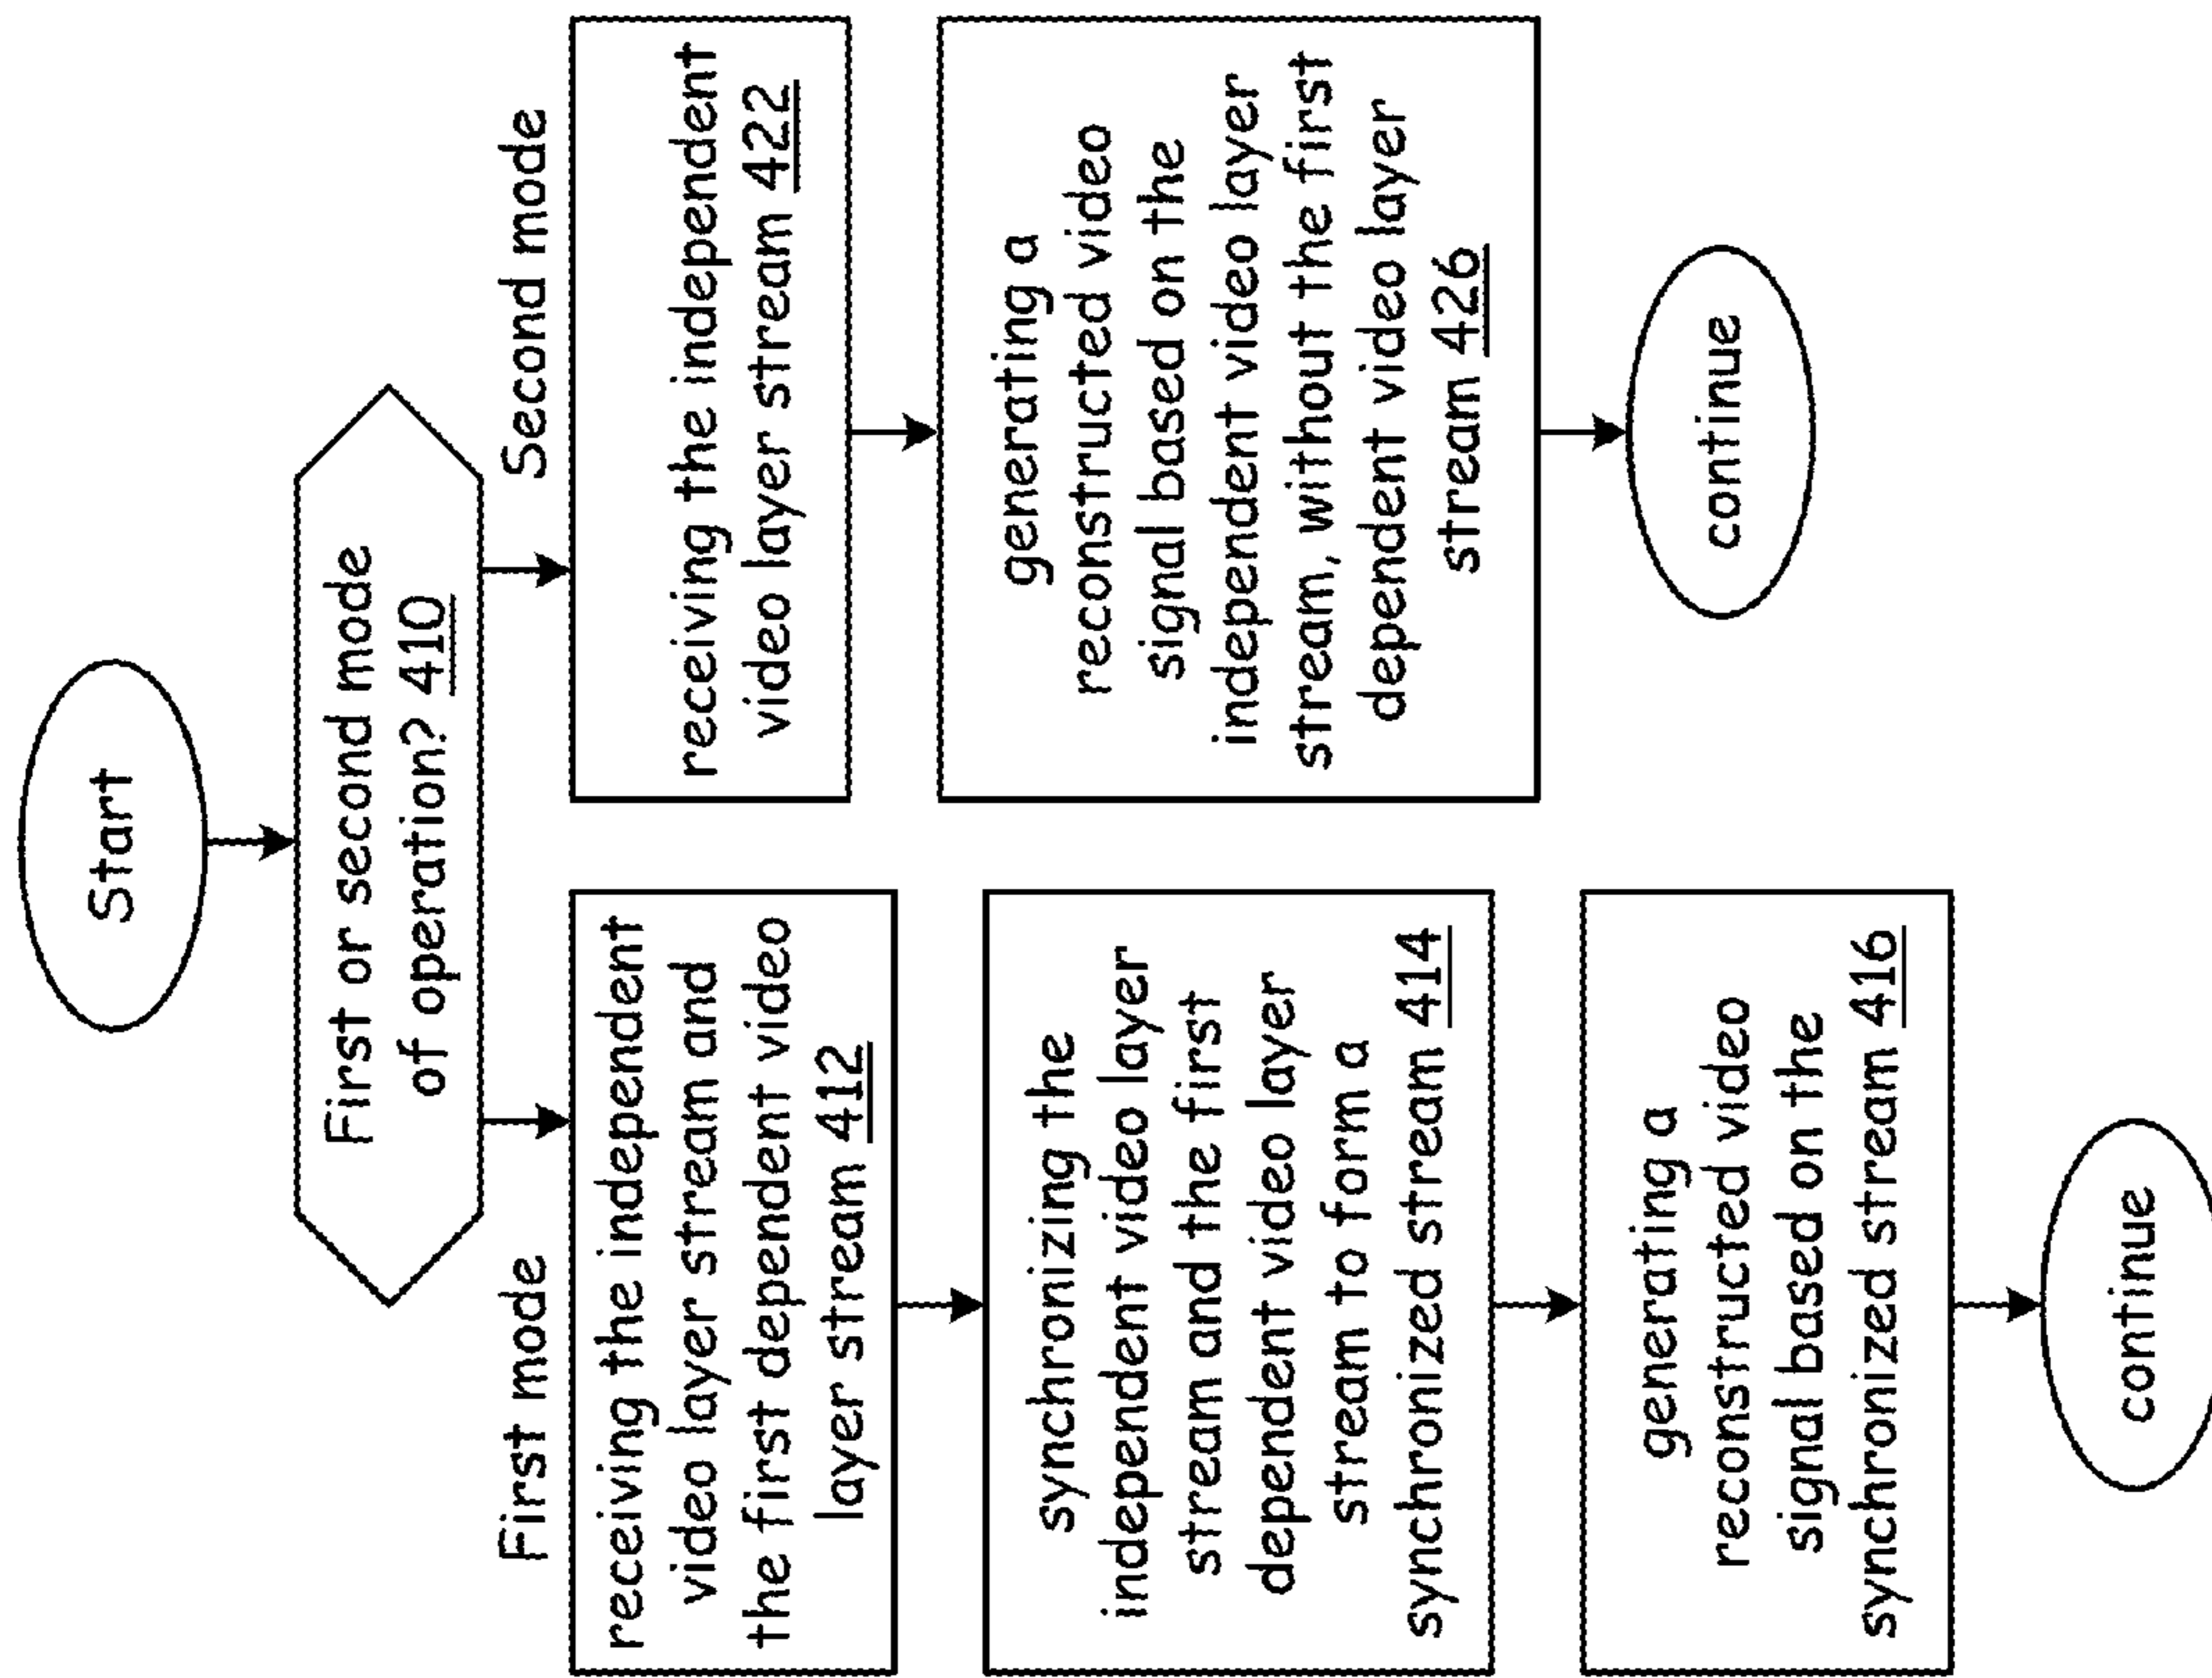 Start
First or second mode
of operation? 410
First mode
receiving the independent
video layer stream and
the first dependent video
layer stream 412
synchronizing the
independent video layer
stream and the first
dependent video layer
stream to form a
synchronized stream 414
generating a
reconstructed video
signal based on the
synchronized stream 416
continue
Second mode
receiving the independent
video layer stream 422
generating a
reconstructed video
signal based on the
independent video layer
stream, without the first
dependent video layer
stream 426
continue